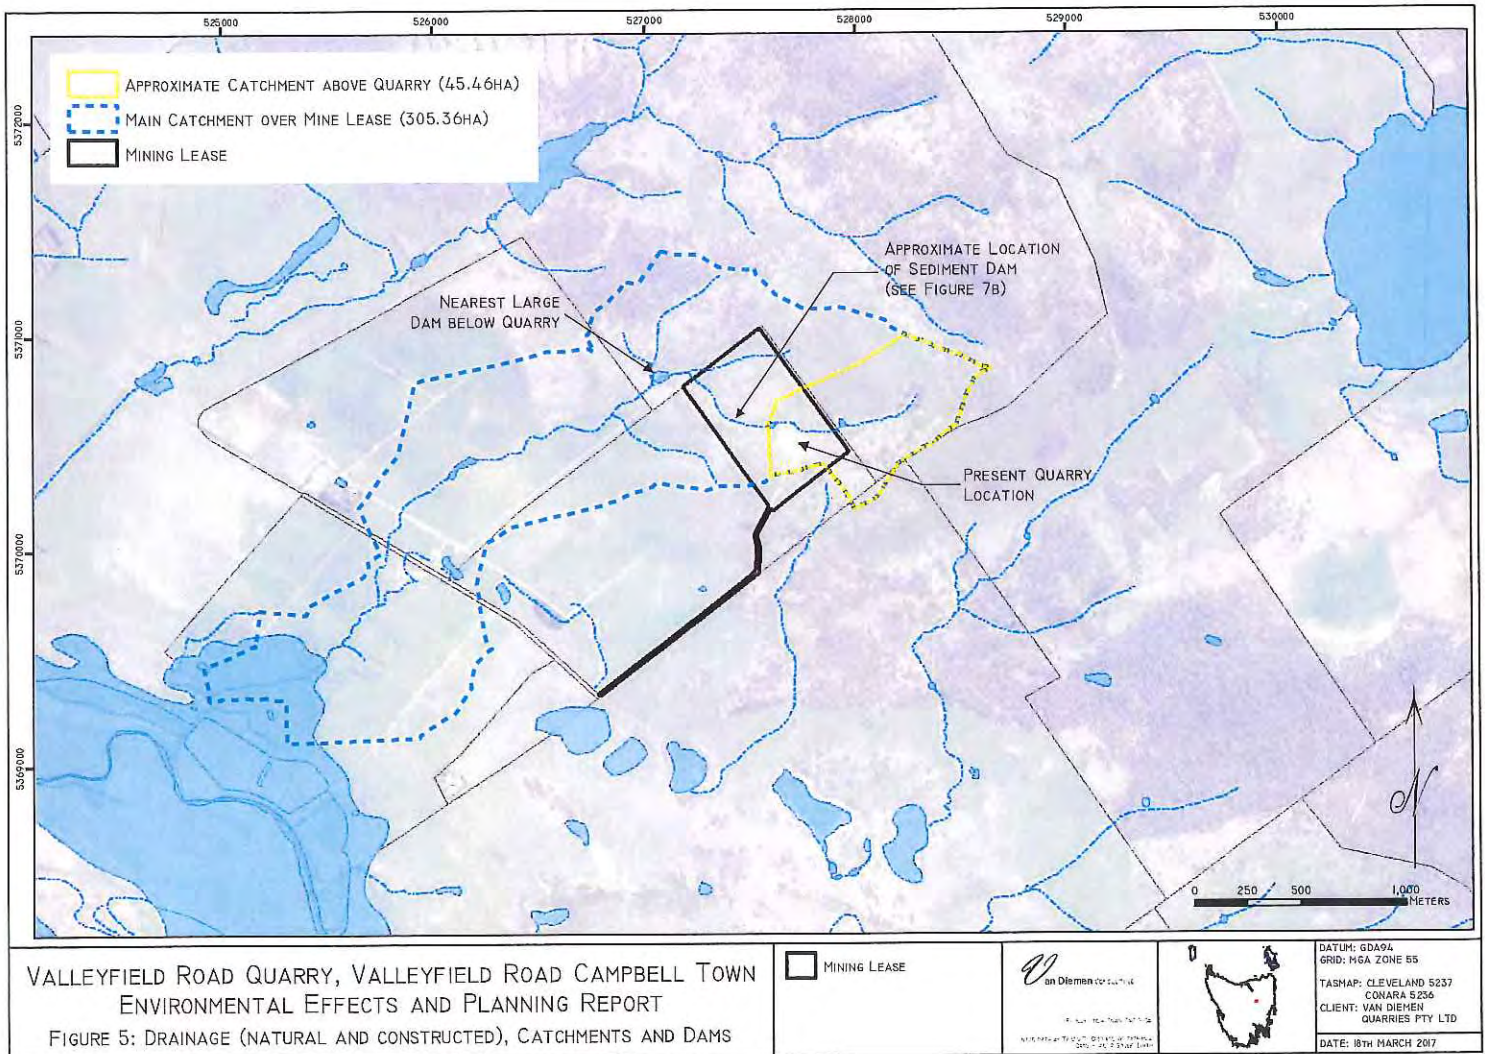 525000
526000
527000
528000
529000
530000
5372000
5371000
5370000
5369000
APPROXIMATE CATCHMENT ABOVE QUARRY (45.46HA)
MAIN CATCHMENT OVER MINE LEASE (305.36HA)
MINING LEASE
APPROXIMATE LOCATION
OF SEDIMENT DAM
(SEE FIGURE 7B)
NEAREST LARGE
DAM BELOW QUARRY
PRESENT QUARRY
LOCATION
N
0 250 500 1,000
METERS
VALLEYFIELD ROAD QUARRY, VALLEYFIELD ROAD CAMPBELL TOWN
ENVIRONMENTAL EFFECTS AND PLANNING REPORT
FIGURE 5: DRAINAGE (NATURAL AND CONSTRUCTED), CATCHMENTS AND DAMS
MINING LEASE
Van Diemen
DATUM: GDA94
GRID: MGA ZONE 55
TASMAP: CLEVELAND 5237
CONARA 5236
CLIENT: VAN DIEMEN
QUARRIES PTY LTD
DATE: 18TH MARCH 2017